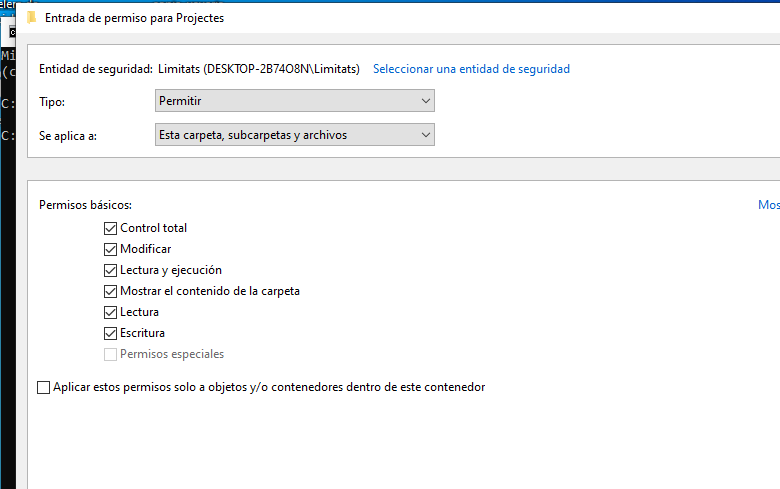 Entrada de permiso para Projectes
Mi
(c
C:
C:
Entidad de seguridad: Limitats (DESKTOP-2B74O8N\Limitats) Seleccionar una entidad de seguridad
Tipo: Permitir
Se aplica a: Esta carpeta, subcarpetas y archivos
Permisos básicos: Mos
Control total
Modificar
Lectura y ejecución
Mostrar el contenido de la carpeta
Lectura
Escritura
Permisos especiales
Aplicar estos permisos solo a objetos y/o contenedores dentro de este contenedor